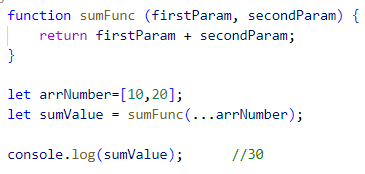 function sumFunc (firstParam, secondParam) {
    return firstParam + secondParam;
}

let arrNumber=[10,20];
let sumValue = sumFunc(...arrNumber);

console.log(sumValue);      //30